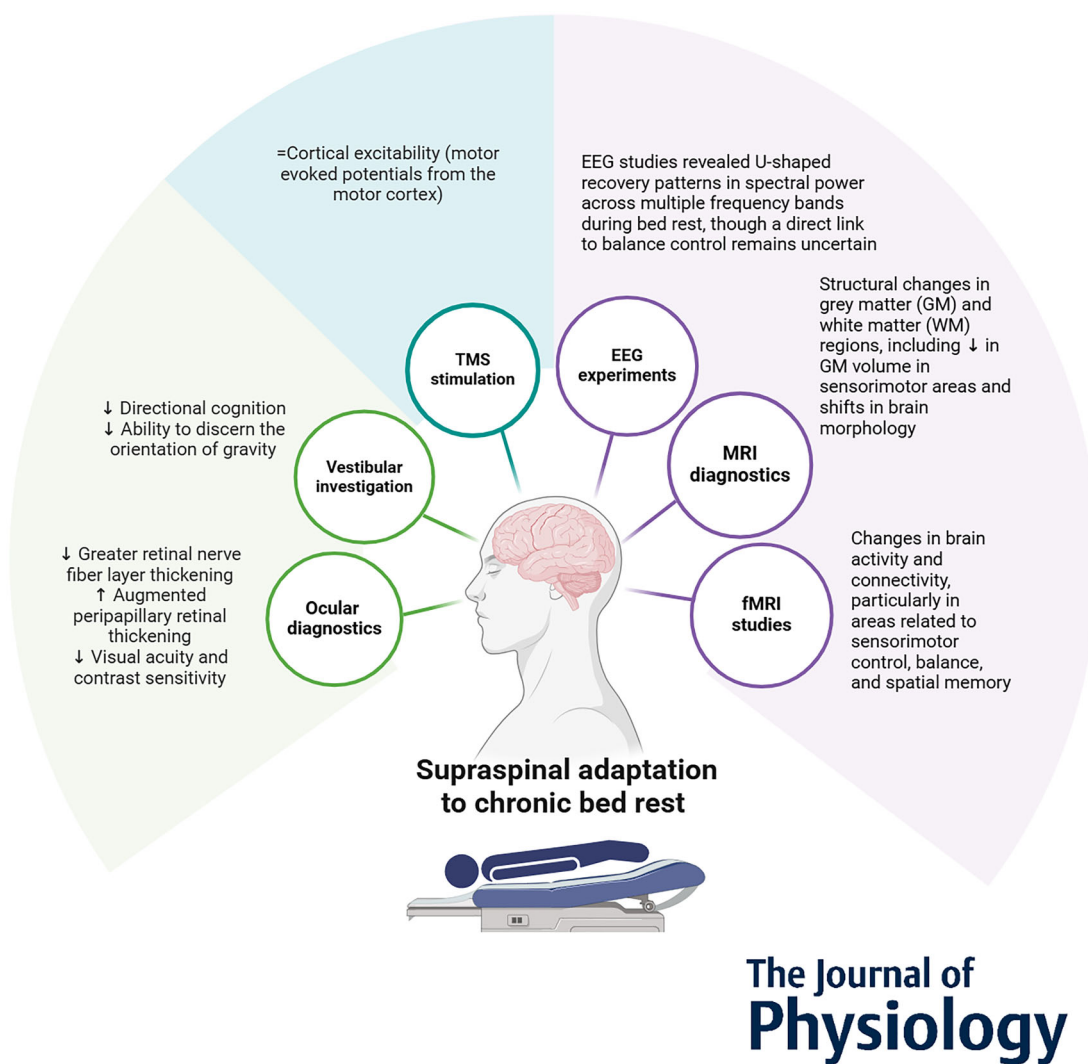 =Cortical excitability (motor
evoked potentials from the
motor cortex)
EEG studies revealed U-shaped
recovery patterns in spectral power
across multiple frequency bands
during bed rest, though a direct link
to balance control remains uncertain
Structural changes in
grey matter (GM) and
white matter (WM)
regions, including ↓ in
GM volume in
sensorimotor areas and
shifts in brain
morphology
TMS
stimulation
EEG
experiments
↓ Directional cognition
↓ Ability to discern the
orientation of gravity
Vestibular
investigation
MRI
diagnostics
↓ Greater retinal nerve
fiber layer thickening
↑ Augmented
peripapillary retinal
thickening
↓ Visual acuity and
contrast sensitivity
Ocular
diagnostics
fMRI
studies
Changes in brain
activity and
connectivity,
particularly in
areas related to
sensorimotor
control, balance,
and spatial memory
Supraspinal adaptation
to chronic bed rest
The Journal of
Physiology